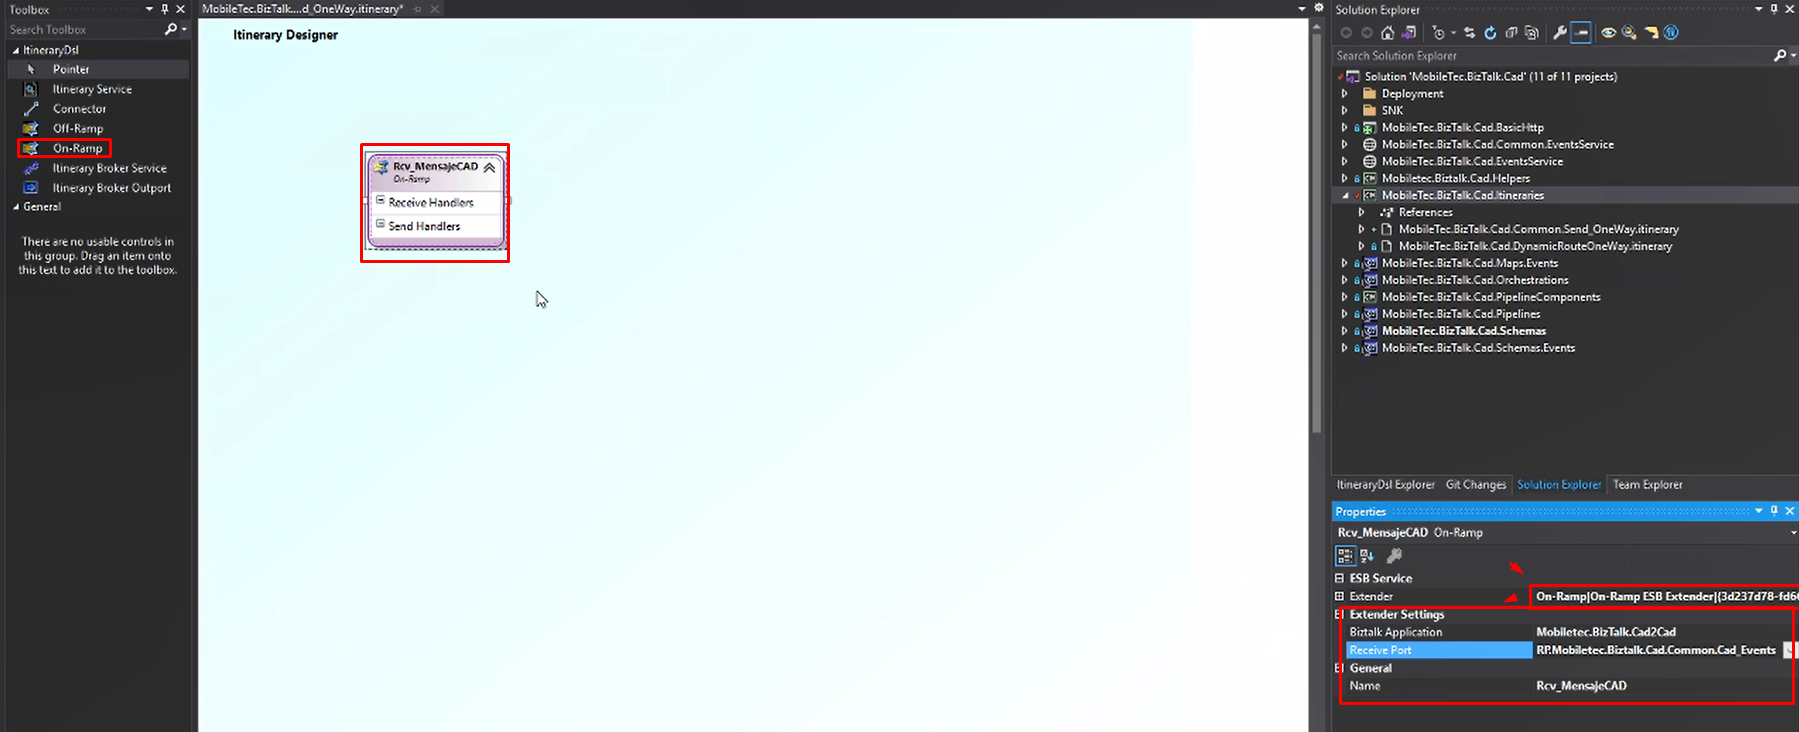 Toolbox
Search Toolbox
ItineraryDsl
Pointer
Itinerary Service
Connector
Off-Ramp
On-Ramp
Itinerary Broker Service
Itinerary Broker Outport
General
There are no usable controls in
this group. Drag an item onto
this text to add it to the toolbox.
MobileTec.BizTalk....d_OneWay.itinerary*
Itinerary Designer
Rcv_MensajeCAD
On-Ramp
Receive Handlers
Send Handlers
Solution Explorer
Search Solution Explorer
Solution 'MobileTec.BizTalk.Cad' (11 of 11 projects)
Deployment
SNK
MobileTec.BizTalk.Cad.BasicHttp
MobileTec.BizTalk.Cad.Common.EventsService
MobileTec.BizTalk.Cad.EventsService
Mobiletec.Biztalk.Cad.Helpers
MobileTec.BizTalk.Cad.Itineraries
References
MobileTec.BizTalk.Cad.Common.Send_OneWay.itinerary
MobileTec.BizTalk.Cad.DynamicRouteOneWay.itinerary
MobileTec.BizTalk.Cad.Maps.Events
MobileTec.BizTalk.Cad.Orchestrations
MobileTec.BizTalk.Cad.PipelineComponents
MobileTec.BizTalk.Cad.Pipelines
MobileTec.BizTalk.Cad.Schemas
MobileTec.BizTalk.Cad.Schemas.Events
ItineraryDsl Explorer Git Changes Solution Explorer Team Explorer
Properties
Rcv_MensajeCAD On-Ramp
ESB Service
Extender On-Ramp|On-Ramp ESB Extender|(3d237d78-fd6
Extender Settings
Biztalk Application Mobiletec.BizTalk.Cad2Cad
Receive Port RP.Mobiletec.Biztalk.Cad.Common.Cad_Events
General
Name Rcv_MensajeCAD